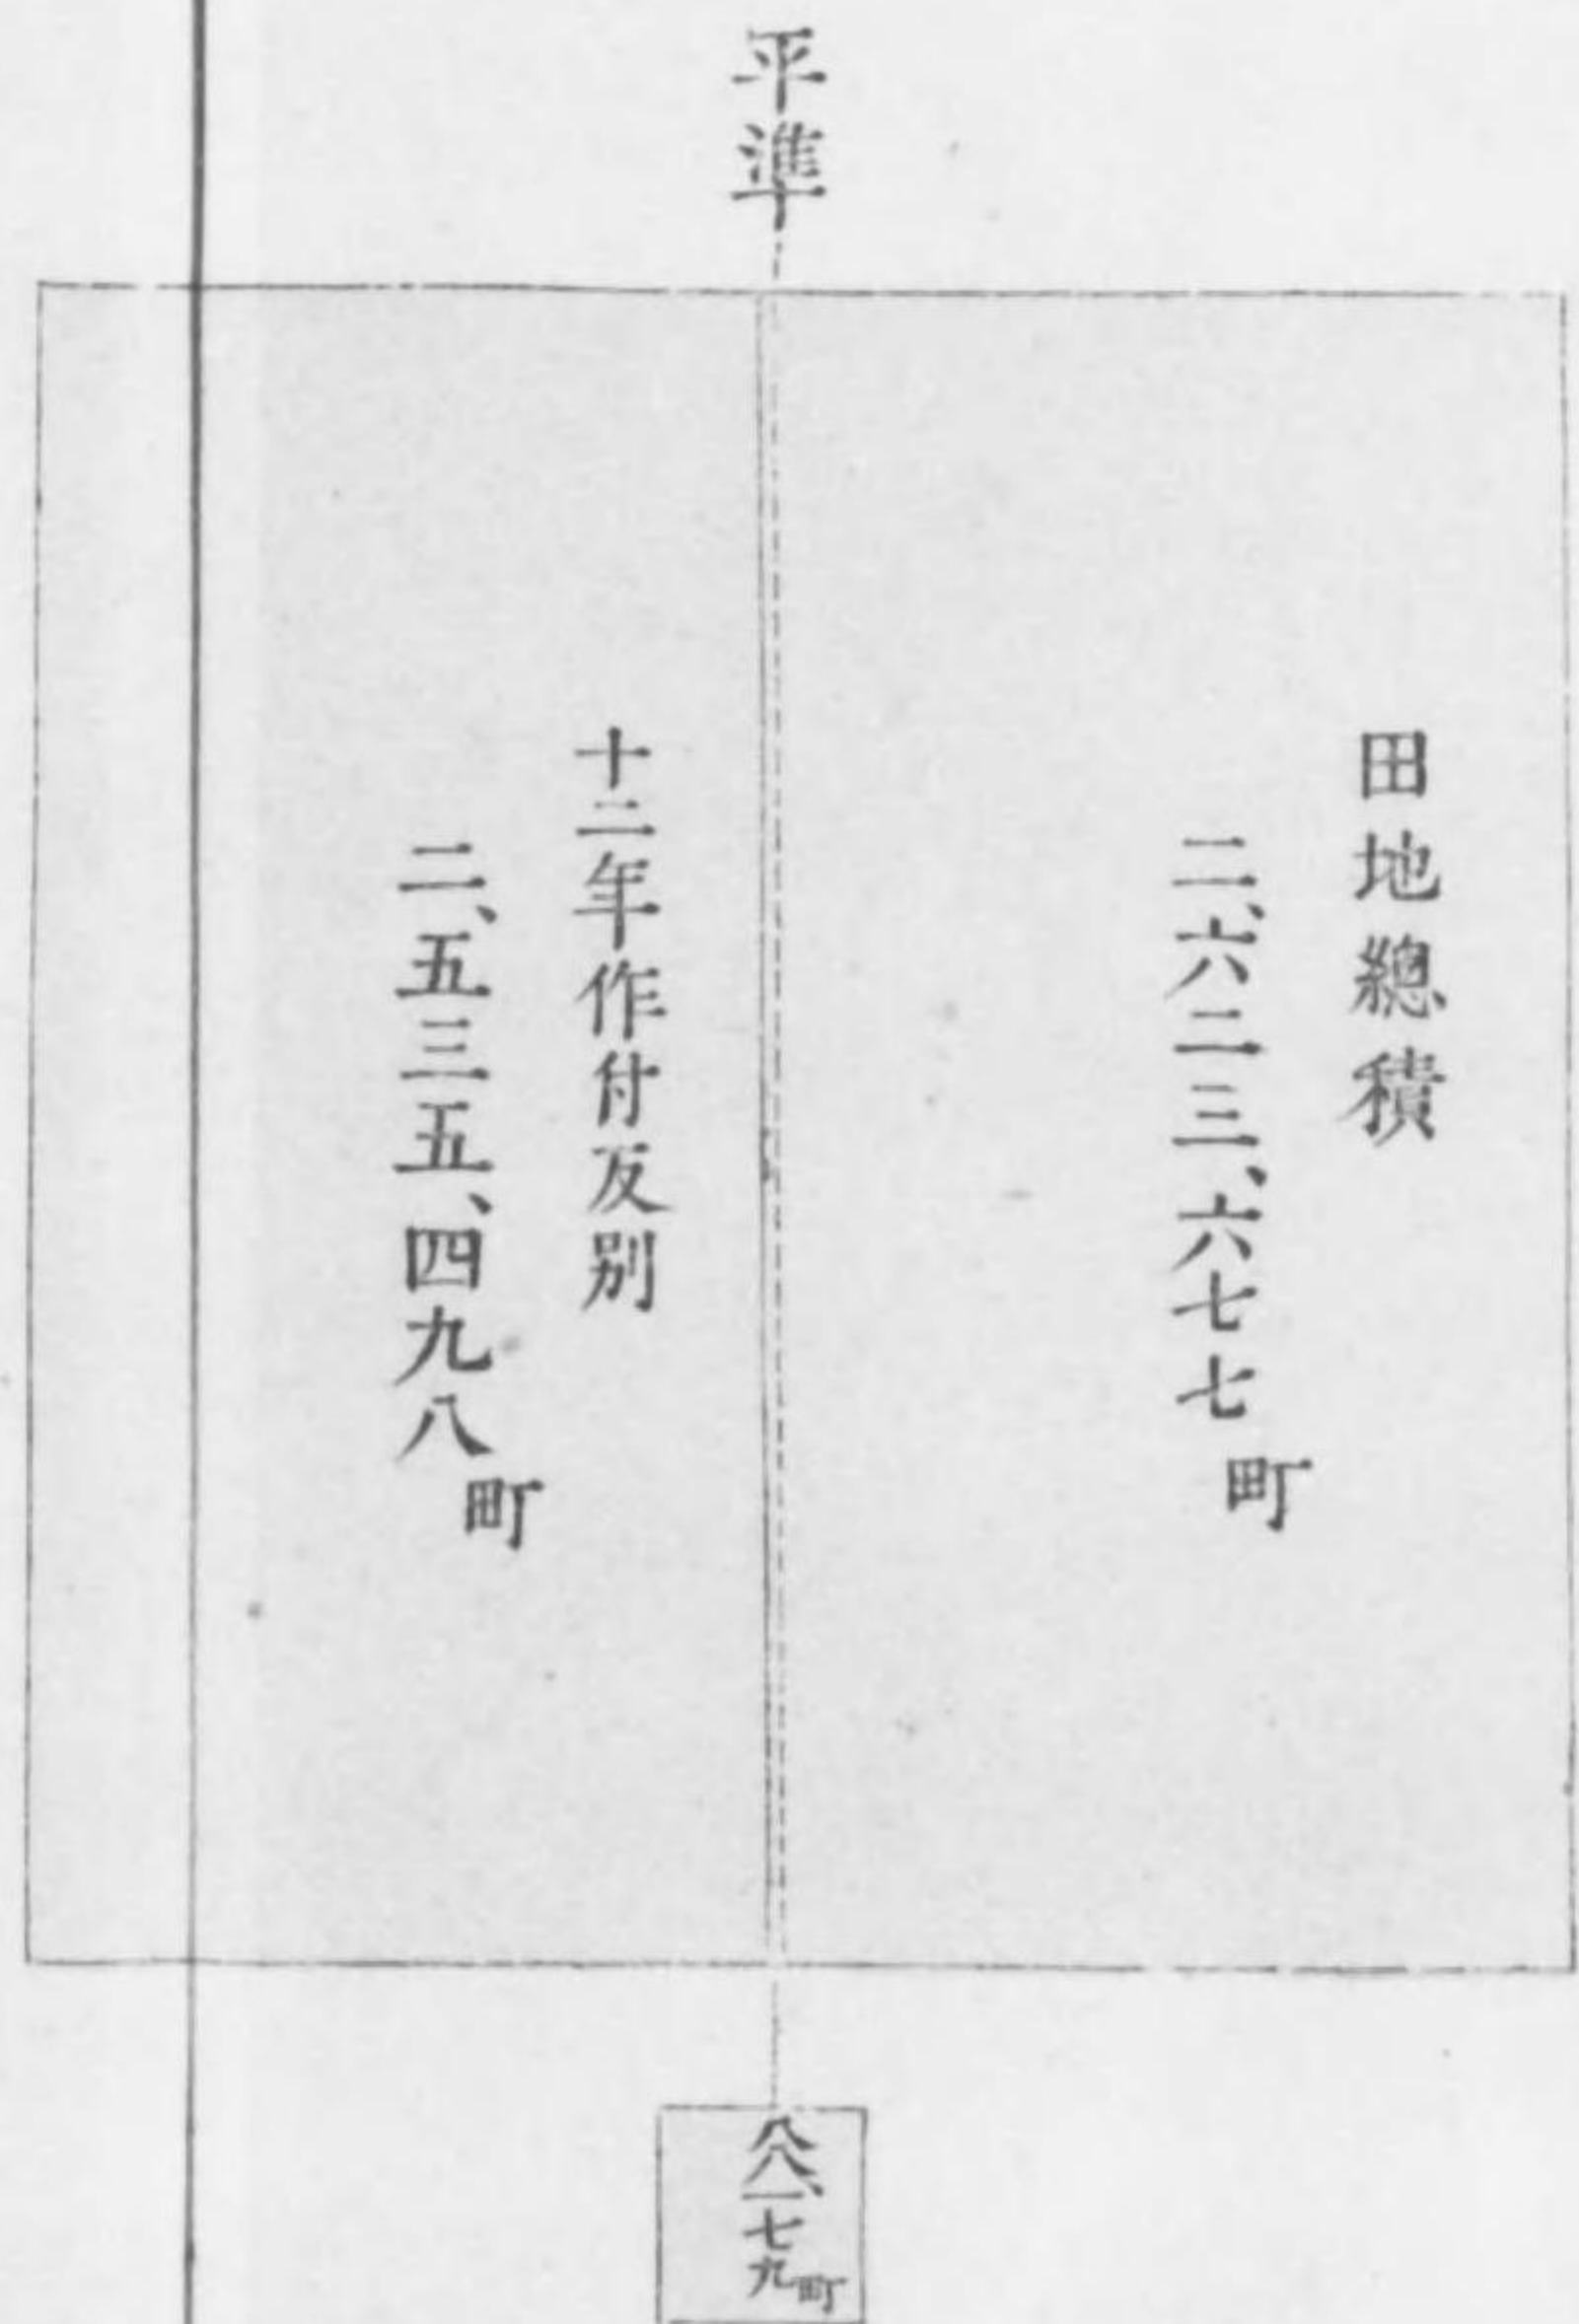 平準
田地總積
二、六二三、六七七町
十二年作付反別
二、五三五、四九八町
八八、一七九町